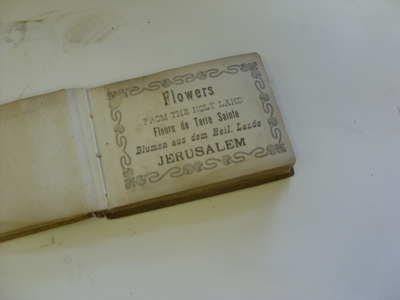 Flowers
FROM THE HOLY LAND
Fleurs de Terre Sainte
Blumen aus dem Heil. Lande
JERUSALEM